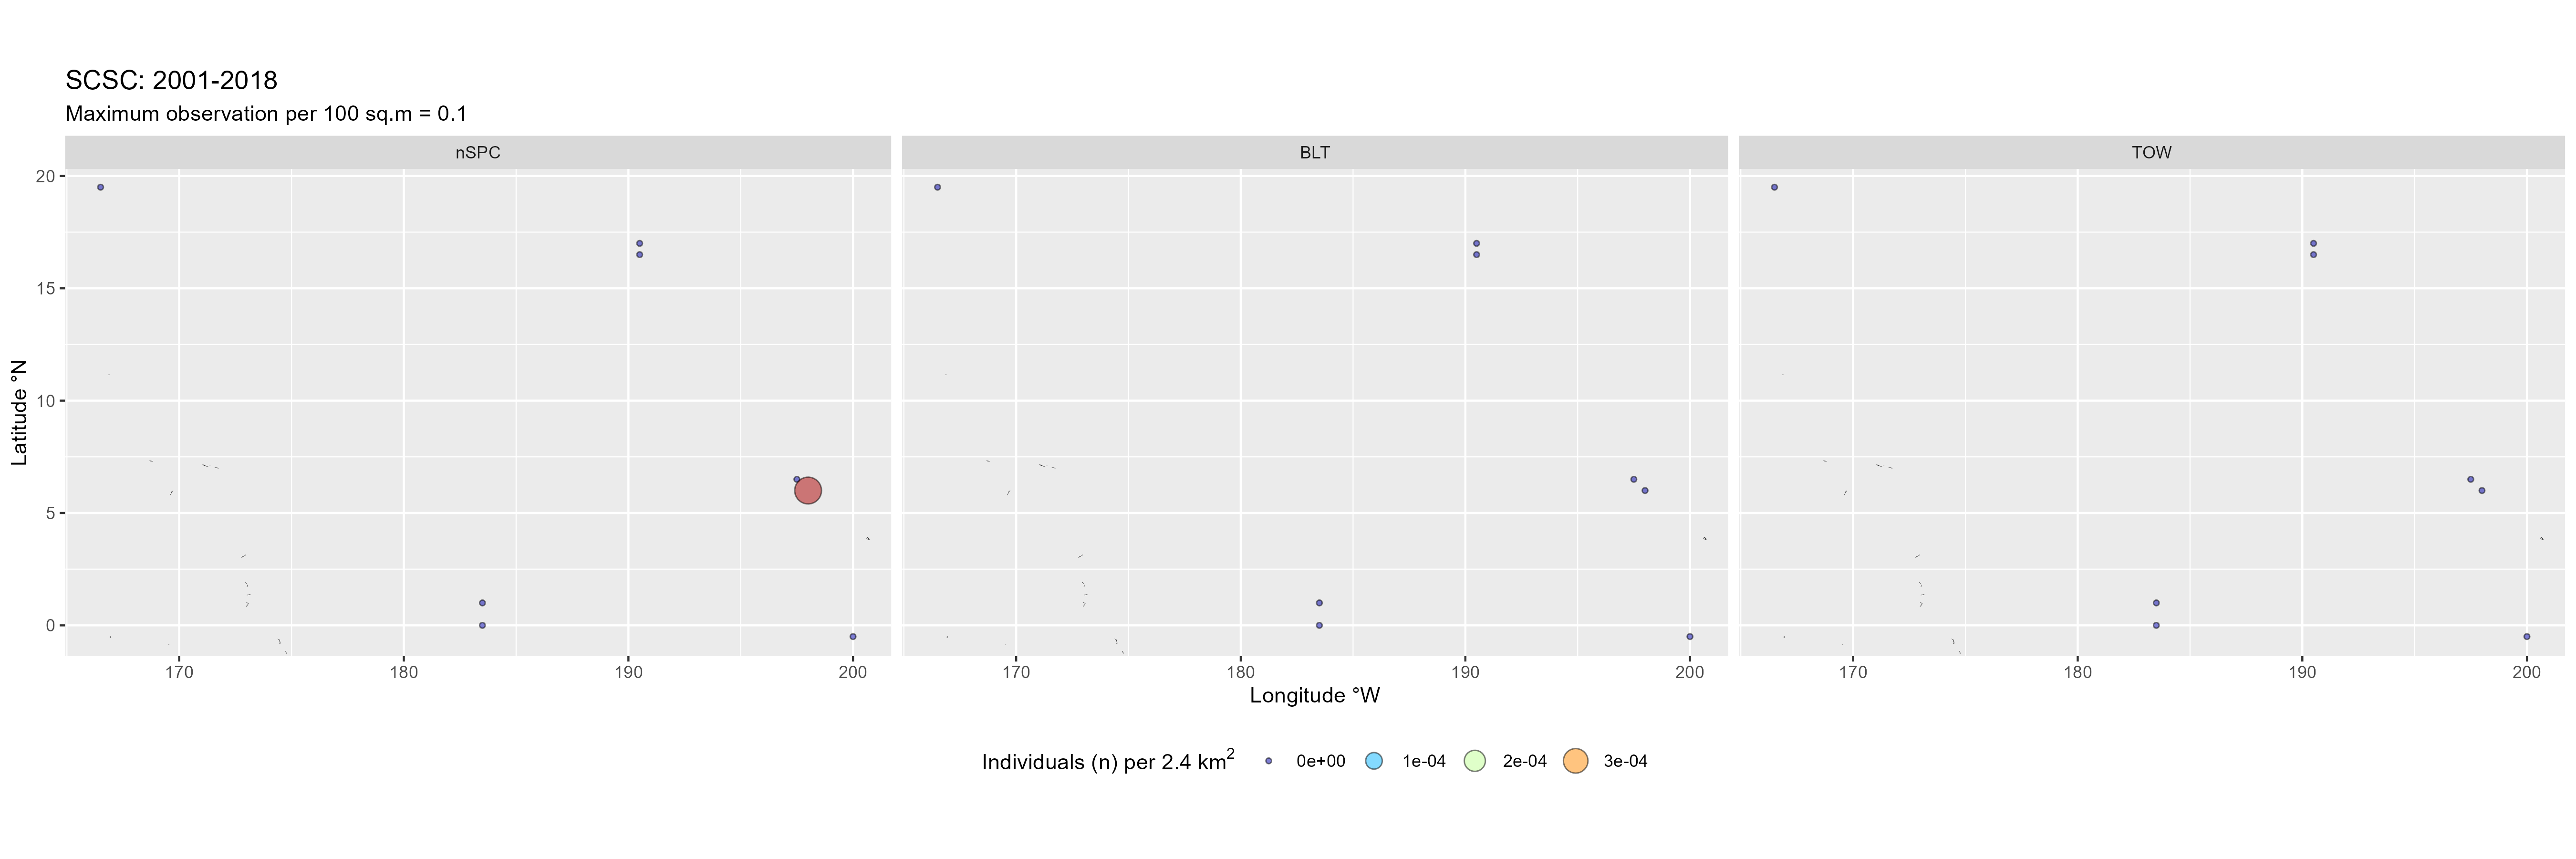 SCSC: 2001-2018
Maximum observation per 100 sq.m = 0.1
nSPC BLT TOW
Latitude °N
20
15
10
5
0
170 180 190 200 170 180 190 200 170 180 190 200
Longitude °W
Individuals (n) per 2.4 km² 0e+00 1e-04 2e-04 3e-04